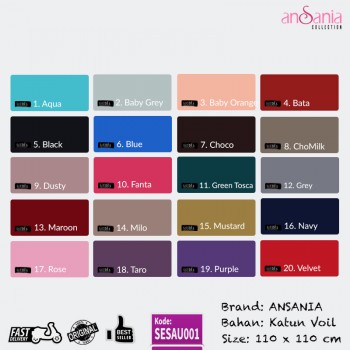 anSania
COLLECTION
1. Aqua
2. Baby Grey
3. Baby Orange
4. Bata
5. Black
6. Blue
7. Choco
8. ChoMilk
9. Dusty
10. Fanta
11. Green Tosca
12. Grey
13. Maroon
14. Milo
15. Mustard
16. Navy
17. Rose
18. Taro
19. Purple
20. Velvet
FAST
DELIVERY
ORIGINAL
BEST
SELLER
Kode:
SESAU001
Brand: ANSANIA
Bahan: Katun Voil
Size: 110 x 110 cm